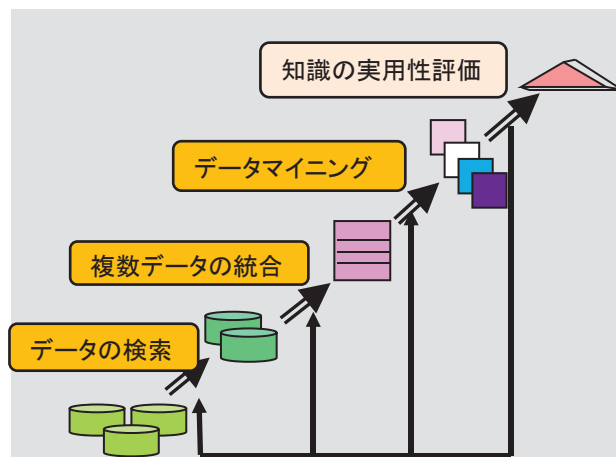 知識の実用性評価
データマイニング
複数データの統合
データの検索